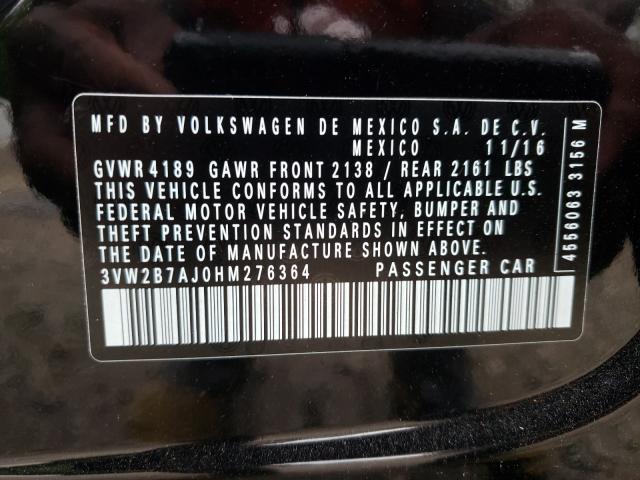 MFD BY VOLKSWAGEN DE MEXICO S.A. DE C.V.
MEXICO 11/16
GVWR 4189 GAWR FRONT 2138 / REAR 2161 LBS
THIS VEHICLE CONFORMS TO ALL APPLICABLE U.S.
FEDERAL MOTOR VEHICLE SAFETY, BUMPER AND
THEFT PREVENTION STANDARDS IN EFFECT ON
THE DATE OF MANUFACTURE SHOWN ABOVE.
3VW2B7AJ0HM276364 PASSENGER CAR
4556063 3156 M